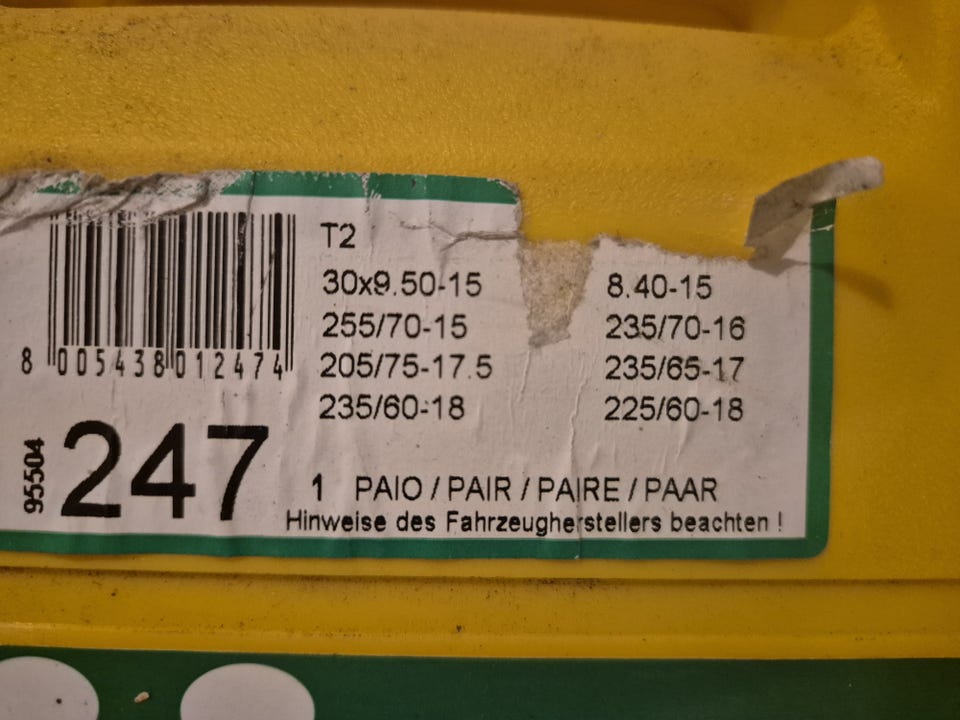 T2
30x9.50-15 8.40-15
255/70-15 235/70-16
205/75-17.5 235/65-17
235/60-18 225/60-18
8 005438 012474
95504
247
1 PAIO / PAIR / PAIRE / PAAR
Hinweise des Fahrzeugherstellers beachten !